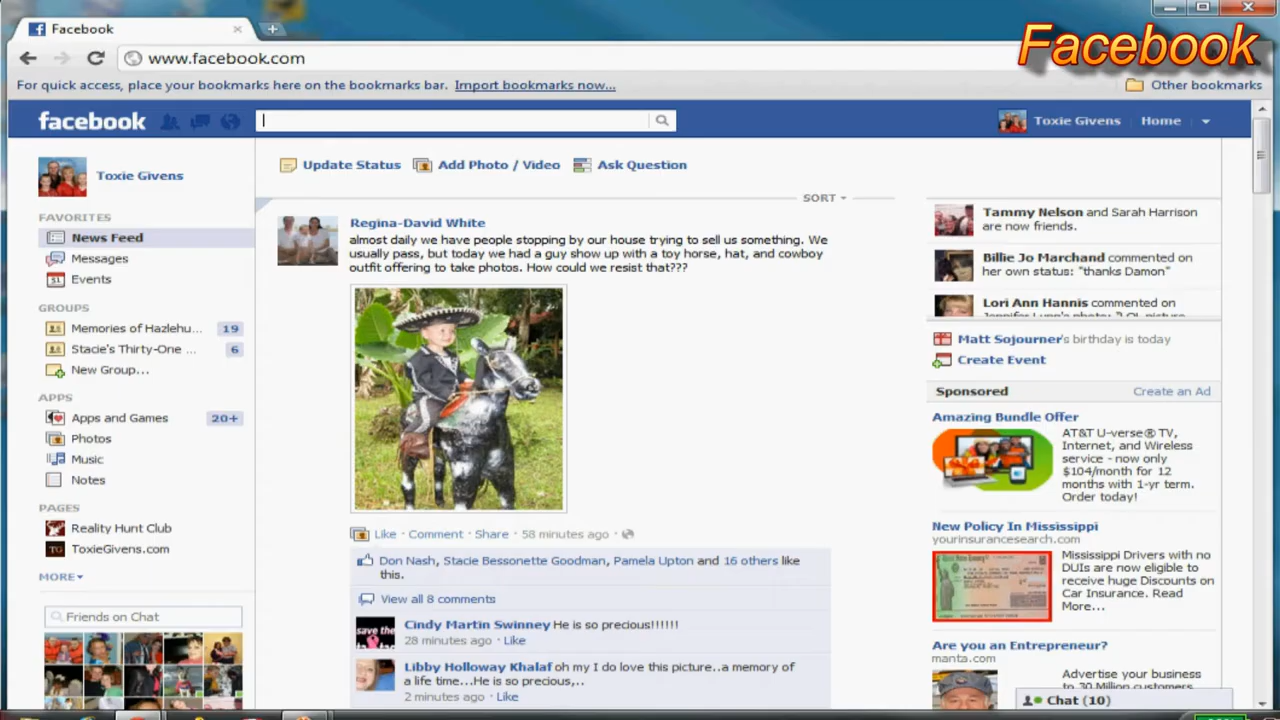 Facebook
Facebook
www.facebook.com
For quick access, place your bookmarks here on the bookmarks bar. Import bookmarks now...
Other bookmarks
facebook
Toxie Givens
Home
Toxie Givens
FAVORITES
News Feed
Messages
Events
GROUPS
Memories of Hazlehu... 19
Stacie's Thirty-One ... 6
New Group...
APPS
Apps and Games 20+
Photos
Music
Notes
PAGES
Reality Hunt Club
TG ToxieGivens.com
MORE
Friends on Chat
Update Status
Add Photo / Video
Ask Question
SORT
Regina-David White
almost daily we have people stopping by our house trying to sell us something. We
usually pass, but today we had a guy show up with a toy horse, hat, and cowboy
outfit offering to take photos. How could we resist that???
Like · Comment · Share · 58 minutes ago ·
Don Nash, Stacie Bessonette Goodman, Pamela Upton and 16 others like
this.
View all 8 comments
save the
Cindy Martin Swinney He is so precious!!!!!!
28 minutes ago · Like
Libby Holloway Khalaf oh my I do love this picture..a memory of
a life time...He is so precious,..
2 minutes ago · Like
Tammy Nelson and Sarah Harrison
are now friends.
Billie Jo Marchand commented on
her own status: "thanks Damon"
Lori Ann Hannis commented on
Matt Sojourner's birthday is today
Create Event
Sponsored
Create an Ad
Amazing Bundle Offer
AT&T U-verse® TV,
Internet, and Wireless
service - now only
$104/month for 12
months with 1-yr term.
Order today!
New Policy In Mississippi
yourinsurancesearch.com
Mississippi Drivers with no
DUIs are now eligible to
receive huge Discounts on
Car Insurance. Read
More...
Are you an Entrepreneur?
manta.com
Advertise your business
to 30 Million customers
Chat (10)